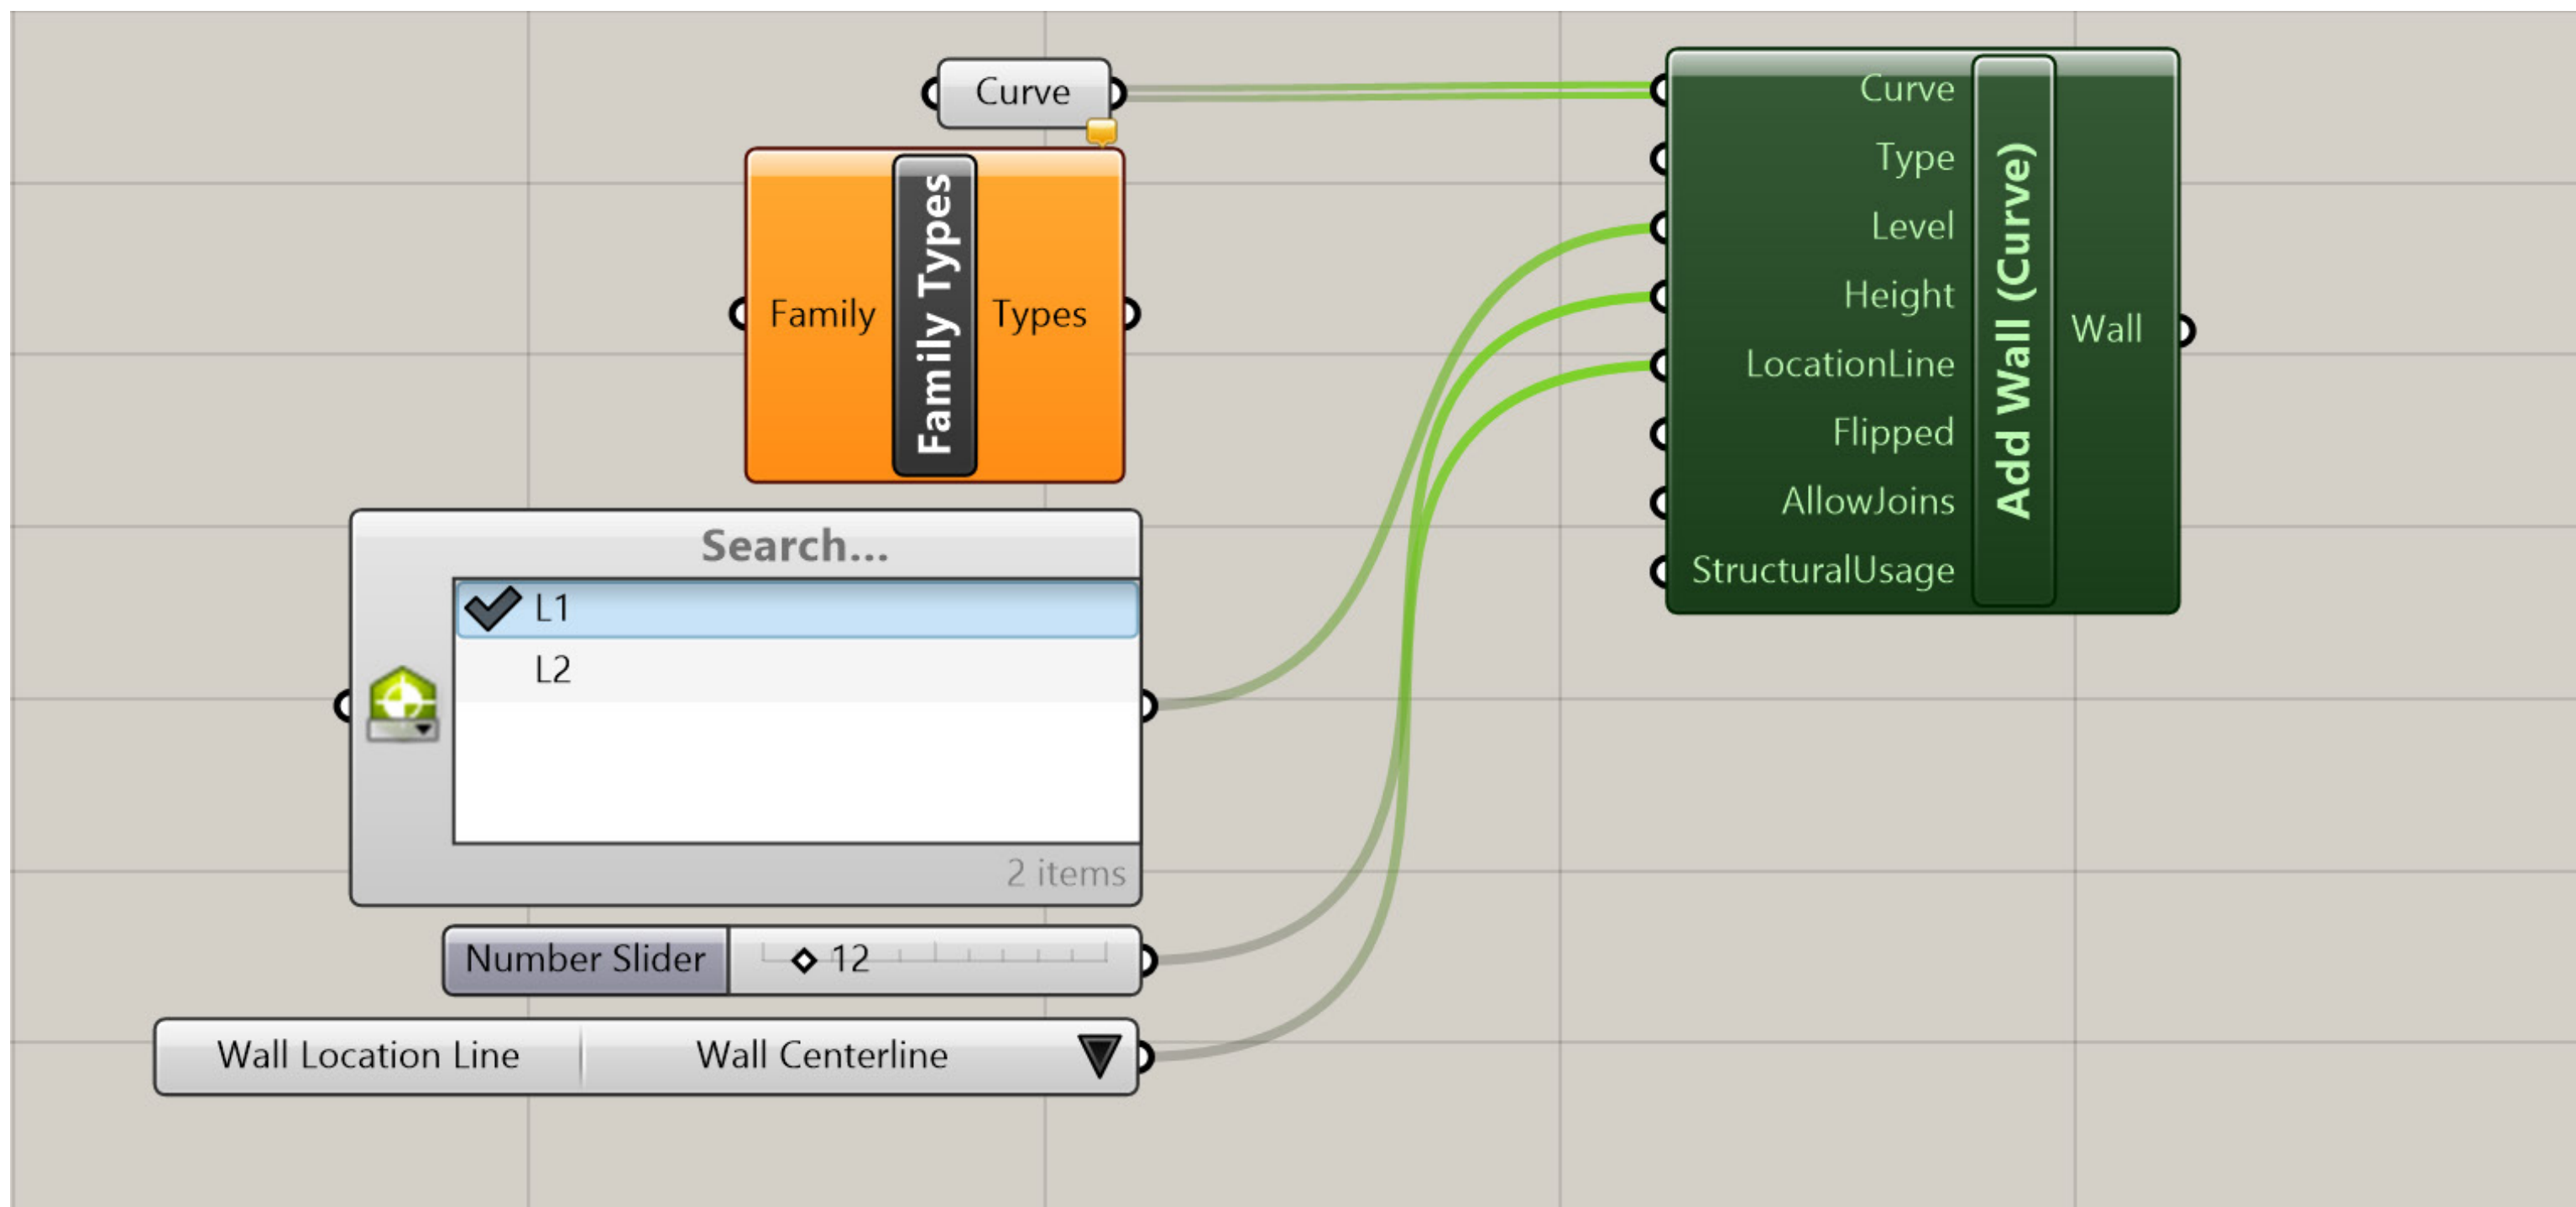 Curve
Family
Family Types
Types
Search...
L1
L2
2 items
Number Slider
12
Wall Location Line
Wall Centerline
Curve
Type
Level
Height
LocationLine
Flipped
AllowJoins
StructuralUsage
Add Wall (Curve)
Wall